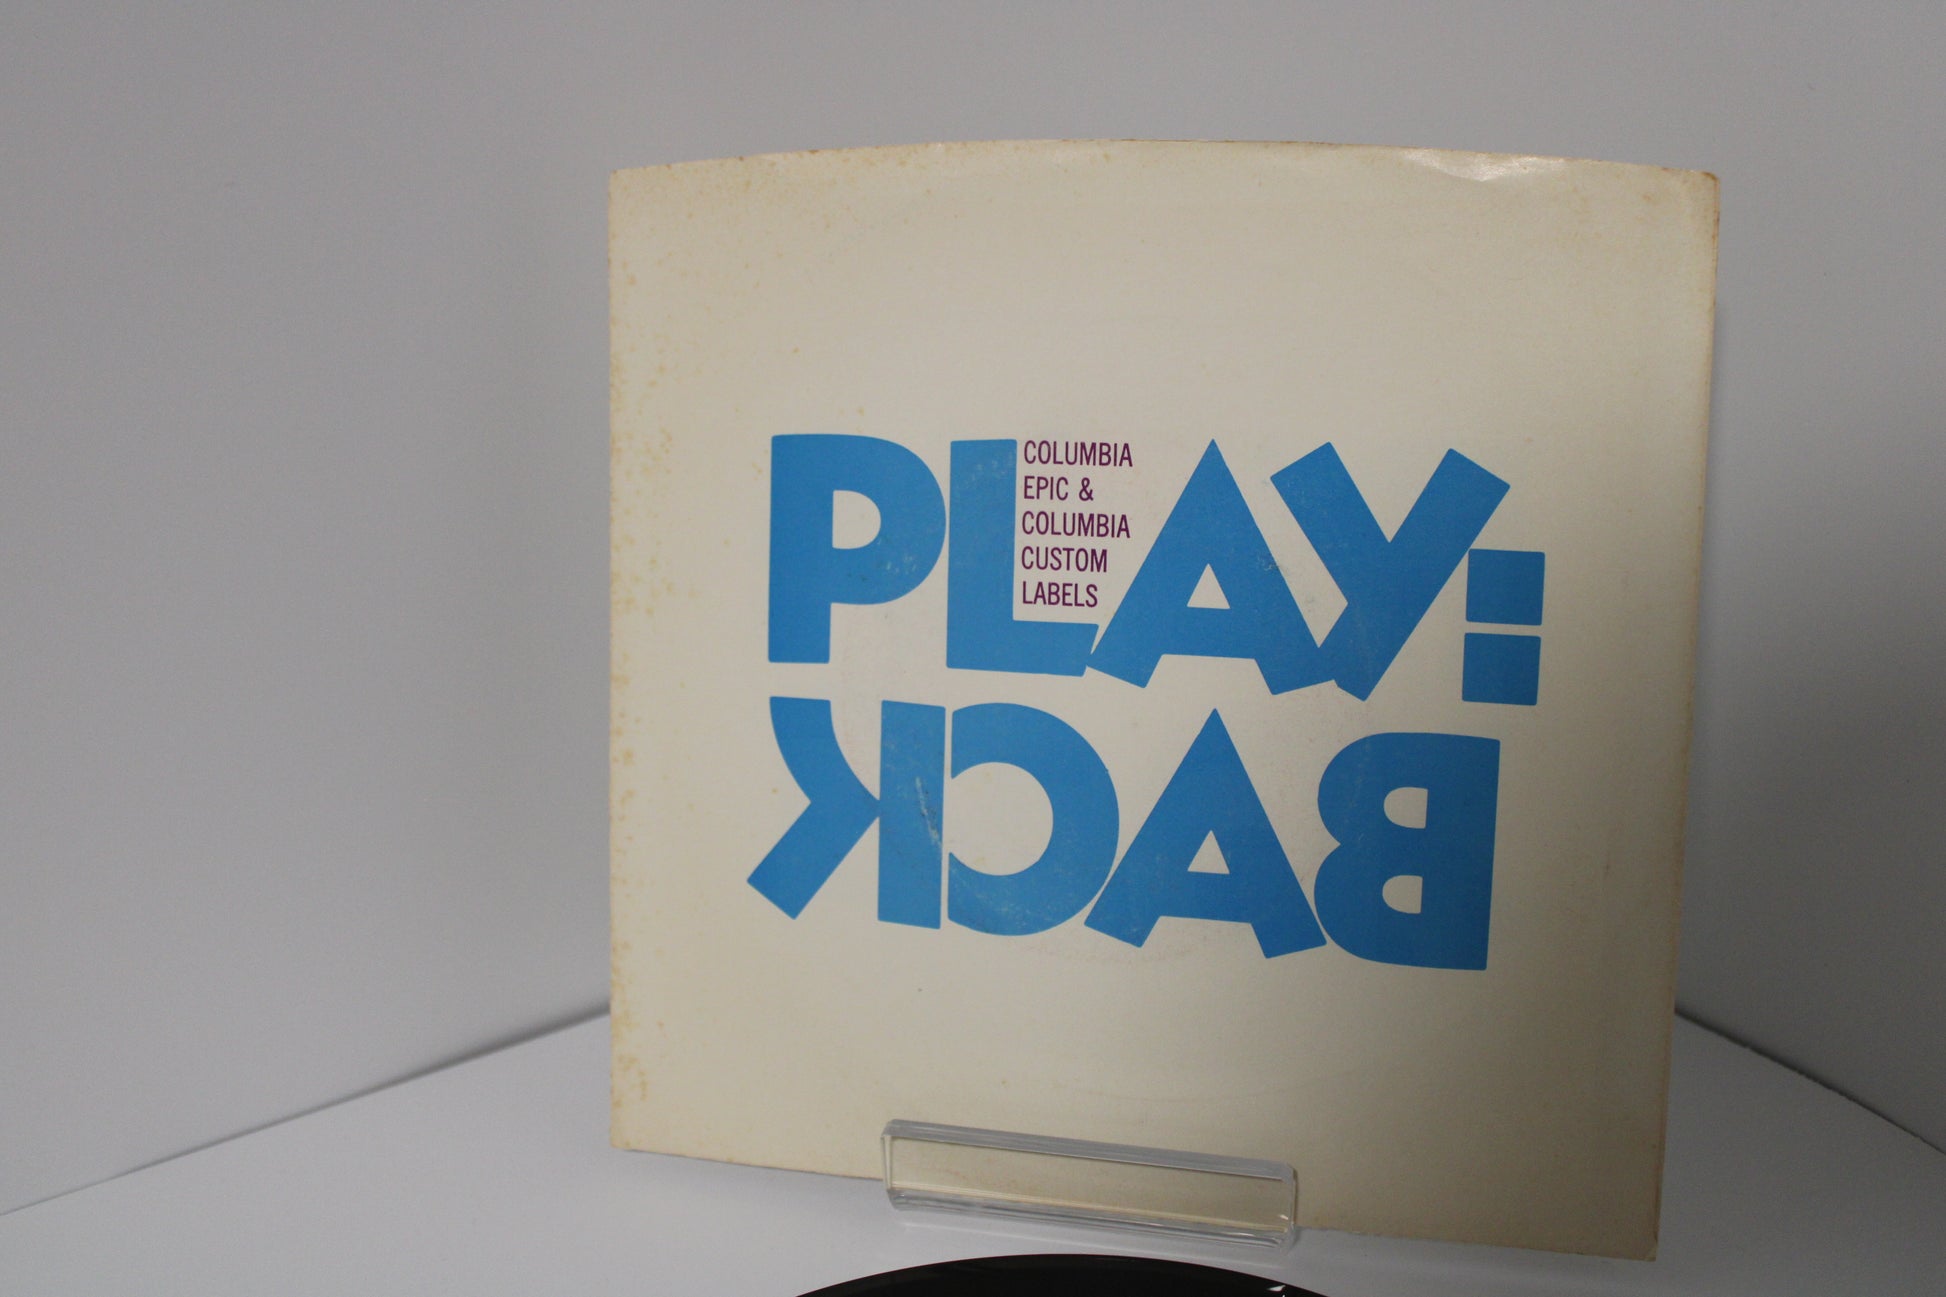 PLAY:
COLUMBIA
EPIC &
COLUMBIA
CUSTOM
LABELS
BACK